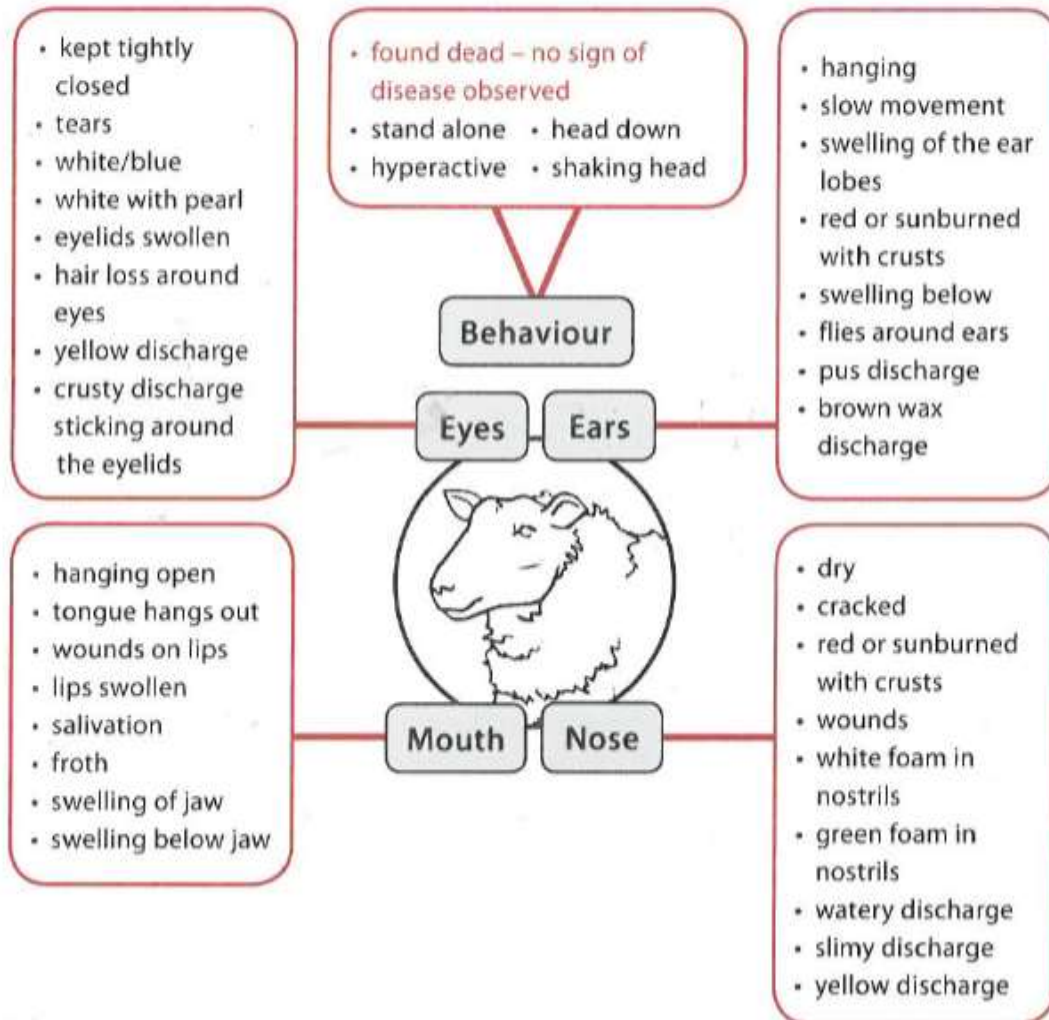 • kept tightly
closed
• tears
• white/blue
• white with pearl
• eyelids swollen
• hair loss around
eyes
• yellow discharge
• crusty discharge
sticking around
the eyelids
• found dead – no sign of
disease observed
• stand alone • head down
• hyperactive • shaking head
• hanging
• slow movement
• swelling of the ear
lobes
• red or sunburned
with crusts
• swelling below
• flies around ears
• pus discharge
• brown wax
discharge
Behaviour
Eyes
Ears
• hanging open
• tongue hangs out
• wounds on lips
• lips swollen
• salivation
• froth
• swelling of jaw
• swelling below jaw
Mouth
Nose
• dry
• cracked
• red or sunburned
with crusts
• wounds
• white foam in
nostrils
• green foam in
nostrils
• watery discharge
• slimy discharge
• yellow discharge